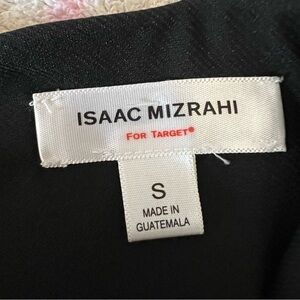 ISAAC MIZRAHI
FOR TARGET®
S
MADE IN
GUATEMALA